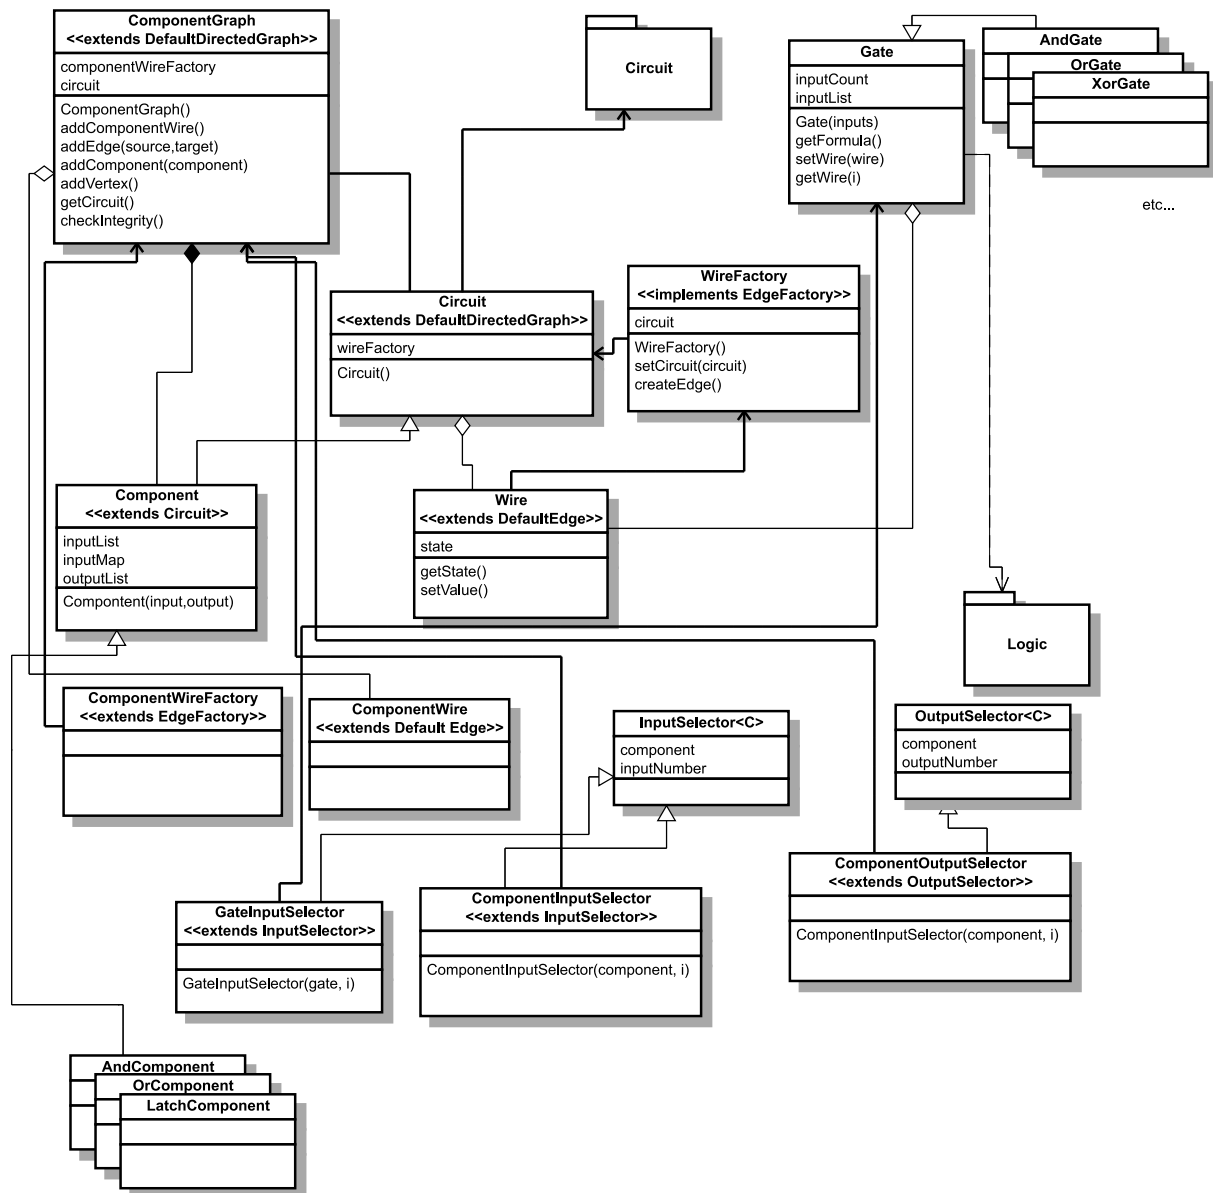 ComponentGraph
<<extends DefaultDirectedGraph>>
componentWireFactory
circuit
ComponentGraph()
addComponentWire()
addEdge(source,target)
addComponent(component)
addVertex()
getCircuit()
checkIntegrity()
Circuit
Gate
inputCount
inputList
Gate(inputs)
getFormula()
setWire(wire)
getWire(i)
AndGate
OrGate
XorGate
etc...
Circuit
<<extends DefaultDirectedGraph>>
wireFactory
Circuit()
WireFactory
<<implements EdgeFactory>>
circuit
WireFactory()
setCircuit(circuit)
createEdge()
Component
<<extends Circuit>>
inputList
inputMap
outputList
Compontent(input,output)
Wire
<<extends DefaultEdge>>
state
getState()
setValue()
Logic
ComponentWireFactory
<<extends EdgeFactory>>
ComponentWire
<<extends Default Edge>>
InputSelector<C>
component
inputNumber
OutputSelector<C>
component
outputNumber
GateInputSelector
<<extends InputSelector>>
GateInputSelector(gate, i)
ComponentInputSelector
<<extends InputSelector>>
ComponentInputSelector(component, i)
ComponentOutputSelector
<<extends OutputSelector>>
ComponentInputSelector(component, i)
AndComponent
OrComponent
LatchComponent